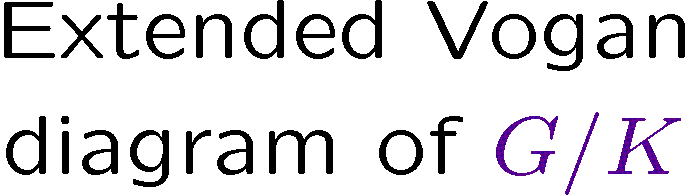 Extended Vogan
diagram of G/K